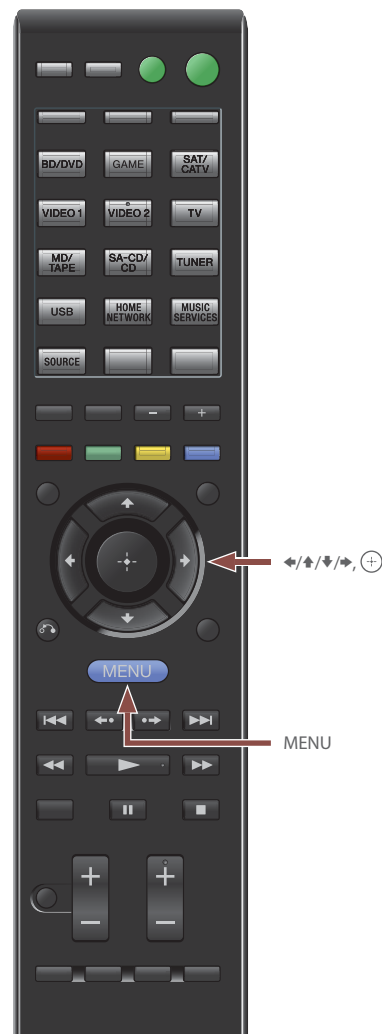 BD/DVD GAME SAT/
CATV
VIDEO 1 VIDEO 2 TV
MD/
TAPE SA-CD/
CD TUNER
USB HOME
NETWORK MUSIC
SERVICES
SOURCE
− +
←/↑/↓/→, ⊕
MENU
MENU
+ +
− −